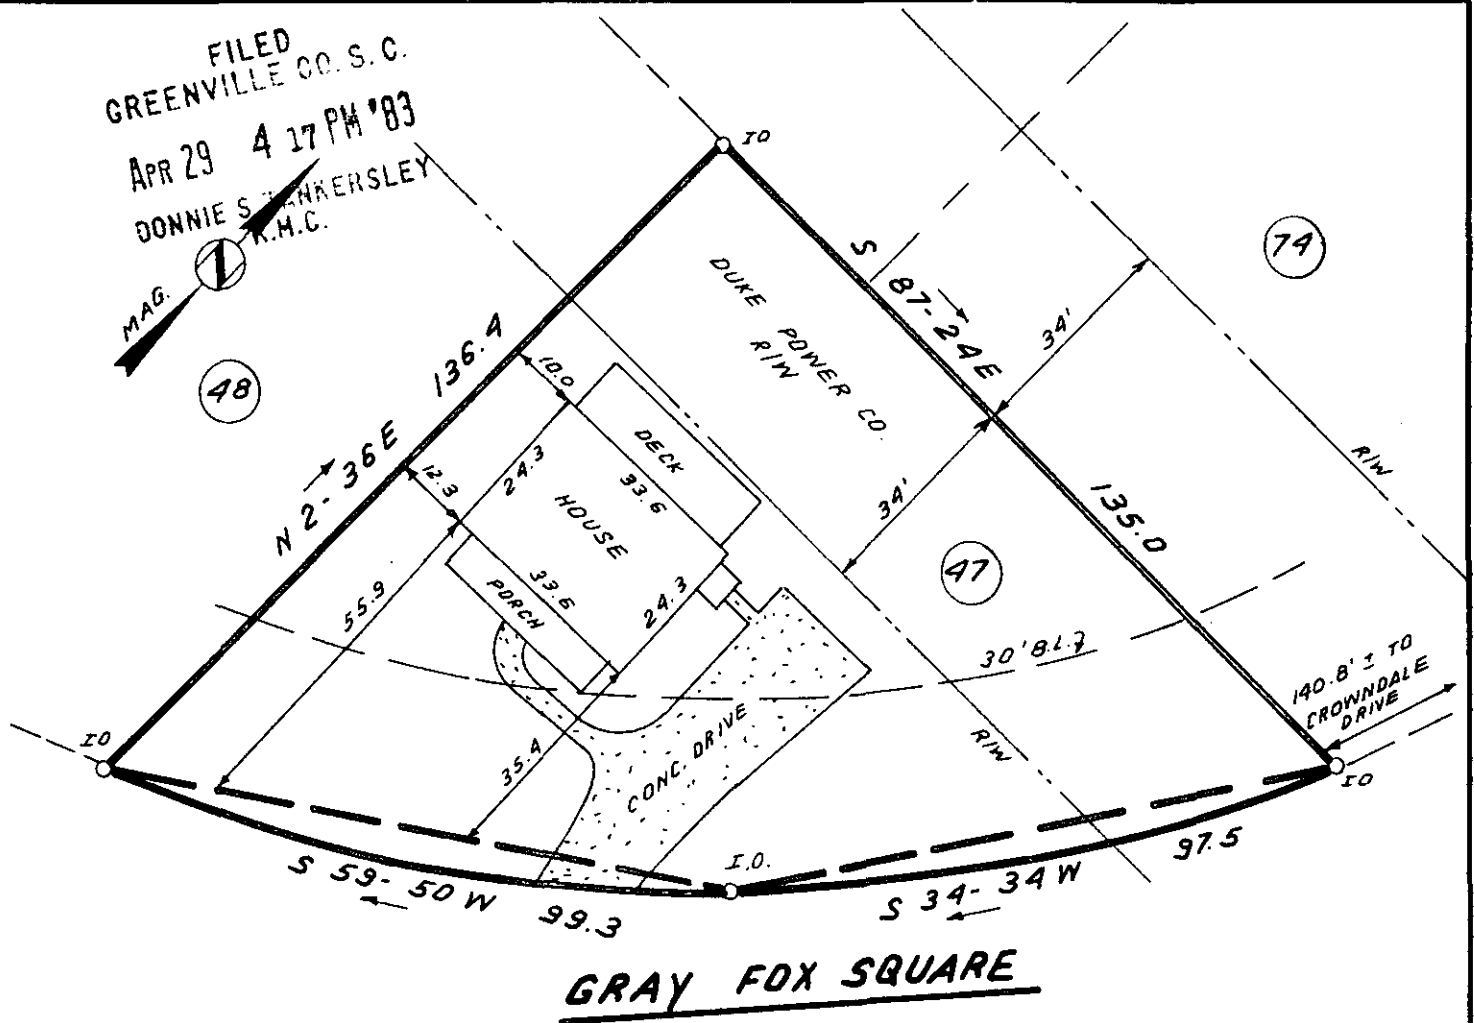 FILED
GREENVILLE CO. S. C.
APR 29 4 17 PM '83
DONNIE S. TANKERSLEY
R.M.C.
MAG.
48
N 2-36E 136.4
IO
S 87-24E 135.0
DUKE POWER CO.
R/W
34'
34'
74
R/W
10.0
12.3
24.3
DECK
33.6
HOUSE
33.6
24.3
PORCH
55.9
35.4
47
30' B.L.
R/W
CONC. DRIVE
140.8' ± TO
CROWNDALE
DRIVE
IO
I.O.
IO
S 59-50 W 99.3
S 34-34 W 97.5
GRAY FOX SQUARE